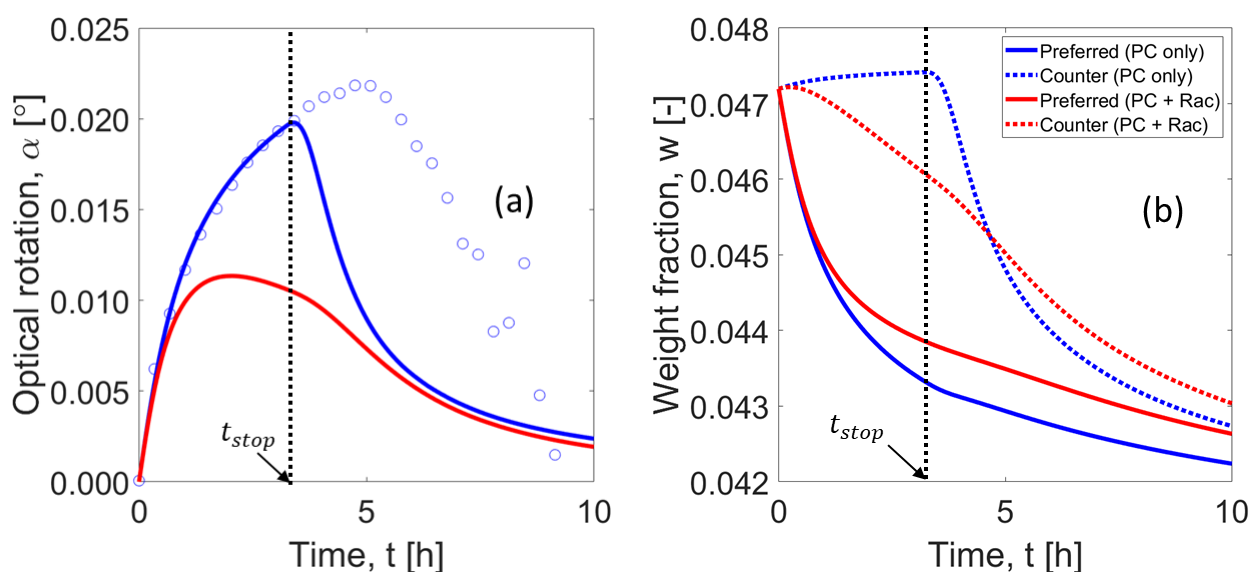 0.025
0.020
0.015
0.010
0.005
0.000
Optical rotation, α [°]
(a)
t_stop
0
5
10
Time, t [h]
0.048
0.047
0.046
0.045
0.044
0.043
0.042
Weight fraction, w [-]
Preferred (PC only)
Counter (PC only)
Preferred (PC + Rac)
Counter (PC + Rac)
(b)
t_stop
0
5
10
Time, t [h]